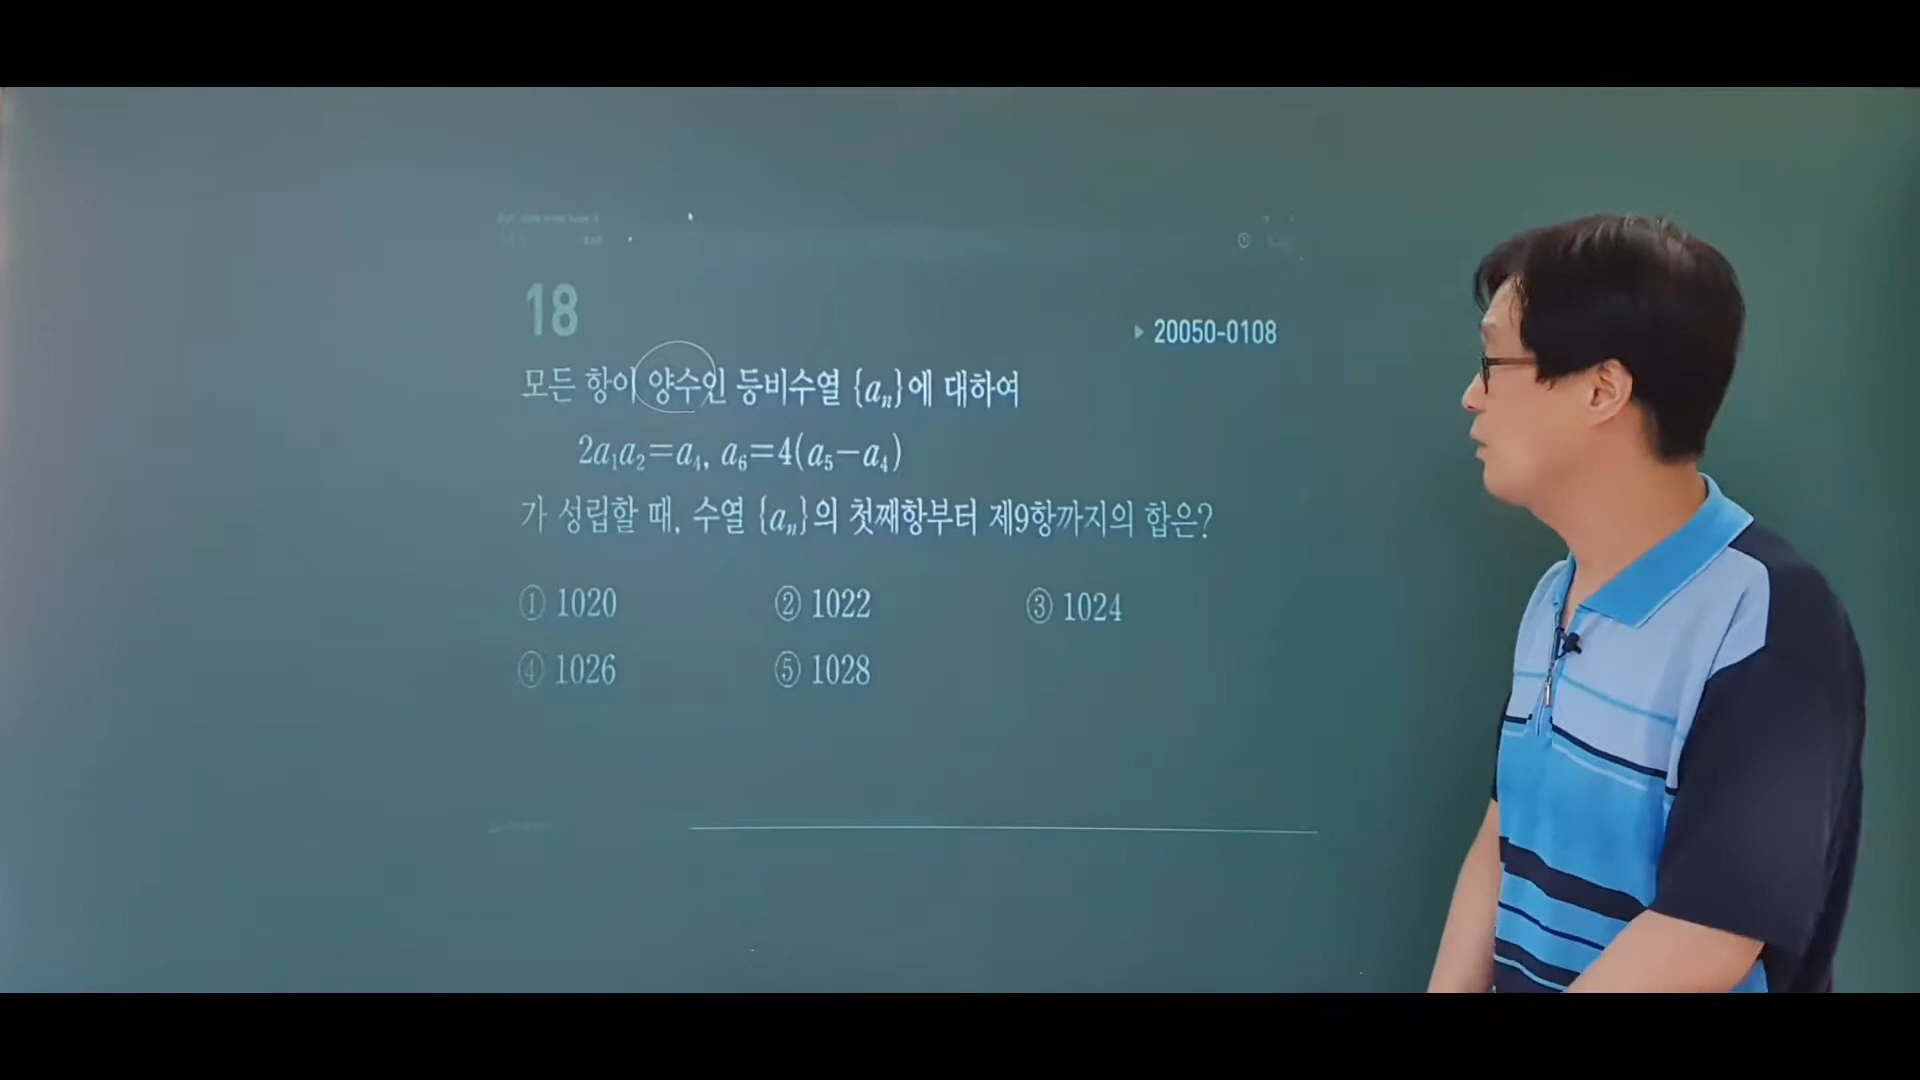 18
▶ 20050-0108
모든 항이 양수인 등비수열 {aₙ}에 대하여
2a₁a₂=a₄, a₆=4(a₅−a₄)
가 성립할 때, 수열 {aₙ}의 첫째항부터 제9항까지의 합은?
① 1020 ② 1022 ③ 1024
④ 1026 ⑤ 1028